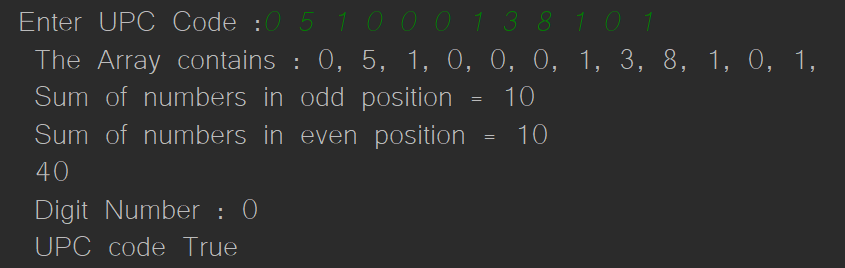 Enter UPC Code :0 5 1 0 0 0 1 3 8 1 0 1
The Array contains : 0, 5, 1, 0, 0, 0, 1, 3, 8, 1, 0, 1,
Sum of numbers in odd position = 10
Sum of numbers in even position = 10
40
Digit Number : 0
UPC code True